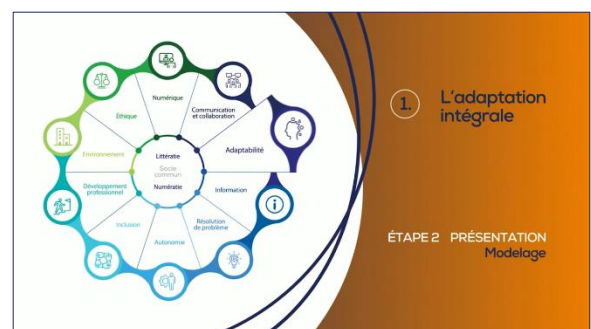 Numérique
Communication
et collaboration
Adaptabilité
Information
Résolution
de problème
Autonomie
Inclusion
Développement
professionnel
Environnement
Éthique
Littératie
Socle
commun
Numératie
1.
L'adaptation
intégrale
ÉTAPE 2 PRÉSENTATION
Modelage